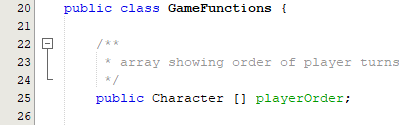 20 public class GameFunctions {
21
22 /**
23 * array showing order of player turns
24 */
25 public Character [] playerOrder;
26